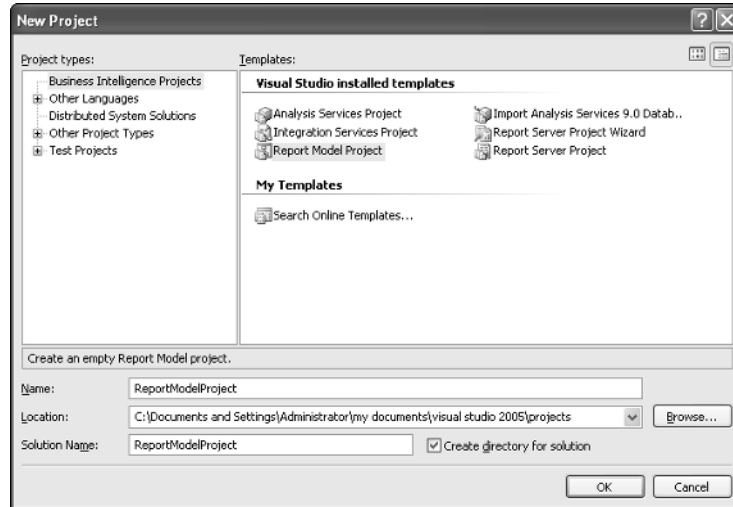 New Project
Project types:
Templates:
Business Intelligence Projects
Other Languages
Distributed System Solutions
Other Project Types
Test Projects
Visual Studio installed templates
Analysis Services Project
Integration Services Project
Report Model Project
Import Analysis Services 9.0 Datab..
Report Server Project Wizard
Report Server Project
My Templates
Search Online Templates...
Create an empty Report Model project.
Name:
ReportModelProject
Location:
C:\Documents and Settings\Administrator\my documents\visual studio 2005\projects
Browse...
Solution Name:
ReportModelProject
Create directory for solution
OK
Cancel